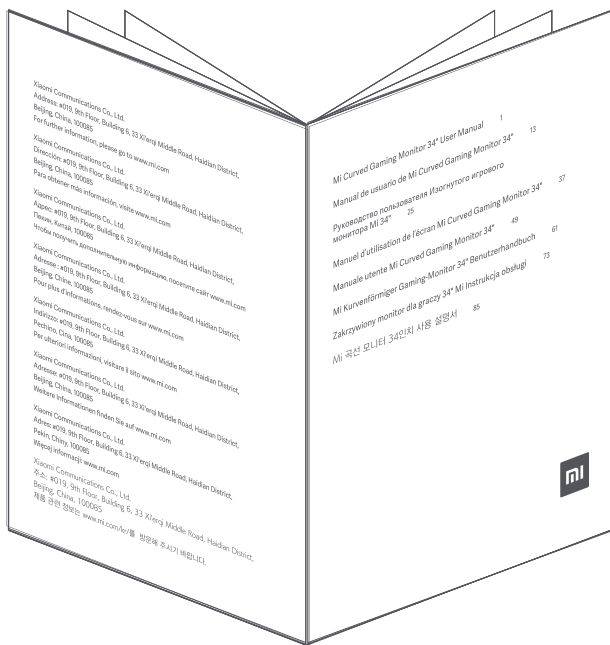 Xiaomi Communications Co., Ltd.
Address: #019, 9th Floor, Building 6, 33 Xi'erqi Middle Road, Haidian District,
Beijing, China, 100085
For further information, please go to www.mi.com
Xiaomi Communications Co., Ltd.
Dirección: #019, 9th Floor, Building 6, 33 Xi'erqi Middle Road, Haidian District,
Beijing, China, 100085
Para obtener más información, visite www.mi.com
Xiaomi Communications Co., Ltd.
Адрес: #019, 9th Floor, Building 6, 33 Xi'erqi Middle Road, Haidian District,
Пекин, Китай, 100085
Чтобы получить дополнительную информацию, посетите сайт www.mi.com
Xiaomi Communications Co., Ltd.
Adresse : #019, 9th Floor, Building 6, 33 Xi'erqi Middle Road, Haidian District,
Beijing, China, 100085
Pour plus d'informations, rendez-vous sur www.mi.com
Xiaomi Communications Co., Ltd.
Indirizzo: #019, 9th Floor, Building 6, 33 Xi'erqi Middle Road, Haidian District,
Pechino, Cina, 100085
Per ulteriori informazioni, visitare il sito www.mi.com
Xiaomi Communications Co., Ltd.
Adresse: #019, 9th Floor, Building 6, 33 Xi'erqi Middle Road, Haidian District,
Beijing, China, 100085
Weitere Informationen finden Sie auf www.mi.com
Xiaomi Communications Co., Ltd.
Adres: #019, 9th Floor, Building 6, 33 Xi'erqi Middle Road, Haidian District,
Pekin, Chiny, 100085
Więcej informacji: www.mi.com
Xiaomi Communications Co., Ltd.
주소: #019, 9th Floor, Building 6, 33 Xi'erqi Middle Road, Haidian District,
Beijing, China, 100085
제품 관련 정보는 www.mi.com/kr/를 방문해 주시기 바랍니다.
Mi Curved Gaming Monitor 34" User Manual 1
Manual de usuario de Mi Curved Gaming Monitor 34" 13
Руководство пользователя Изогнутого игрового
монитора Mi 34" 25
Manuel d'utilisation de l'écran Mi Curved Gaming Monitor 34" 37
Manuale utente Mi Curved Gaming Monitor 34" 49
Mi Kurvenförmiger Gaming-Monitor 34" Benutzerhandbuch 61
Zakrzywiony monitor dla graczy 34" Mi Instrukcja obsługi 73
Mi 곡선 모니터 34인치 사용 설명서 85
mi